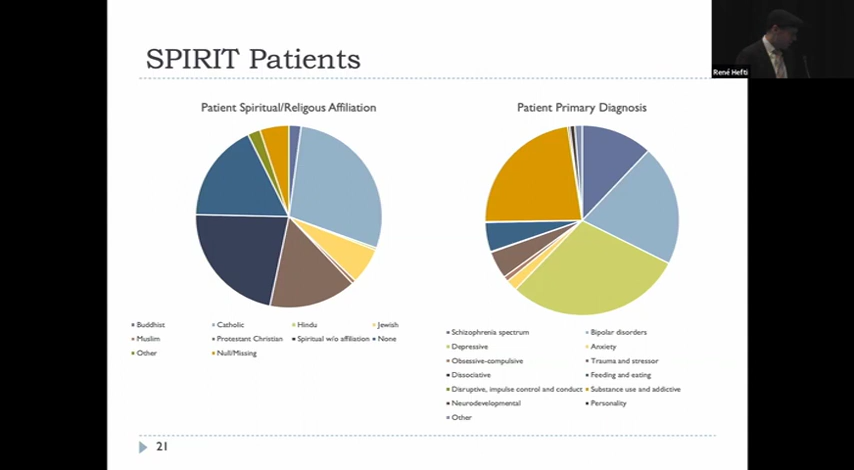 SPIRIT Patients
René Hefti
Patient Spiritual/Religous Affiliation
Buddhist Catholic Hindu Jewish
Muslim Protestant Christian Spiritual w/o affiliation None
Other Null/Missing
Patient Primary Diagnosis
Schizophrenia spectrum Bipolar disorders
Depressive Anxiety
Obsessive-compulsive Trauma and stressor
Dissociative Feeding and eating
Disruptive, impulse control and conduct Substance use and addictive
Neurodevelopmental Personality
Other
21